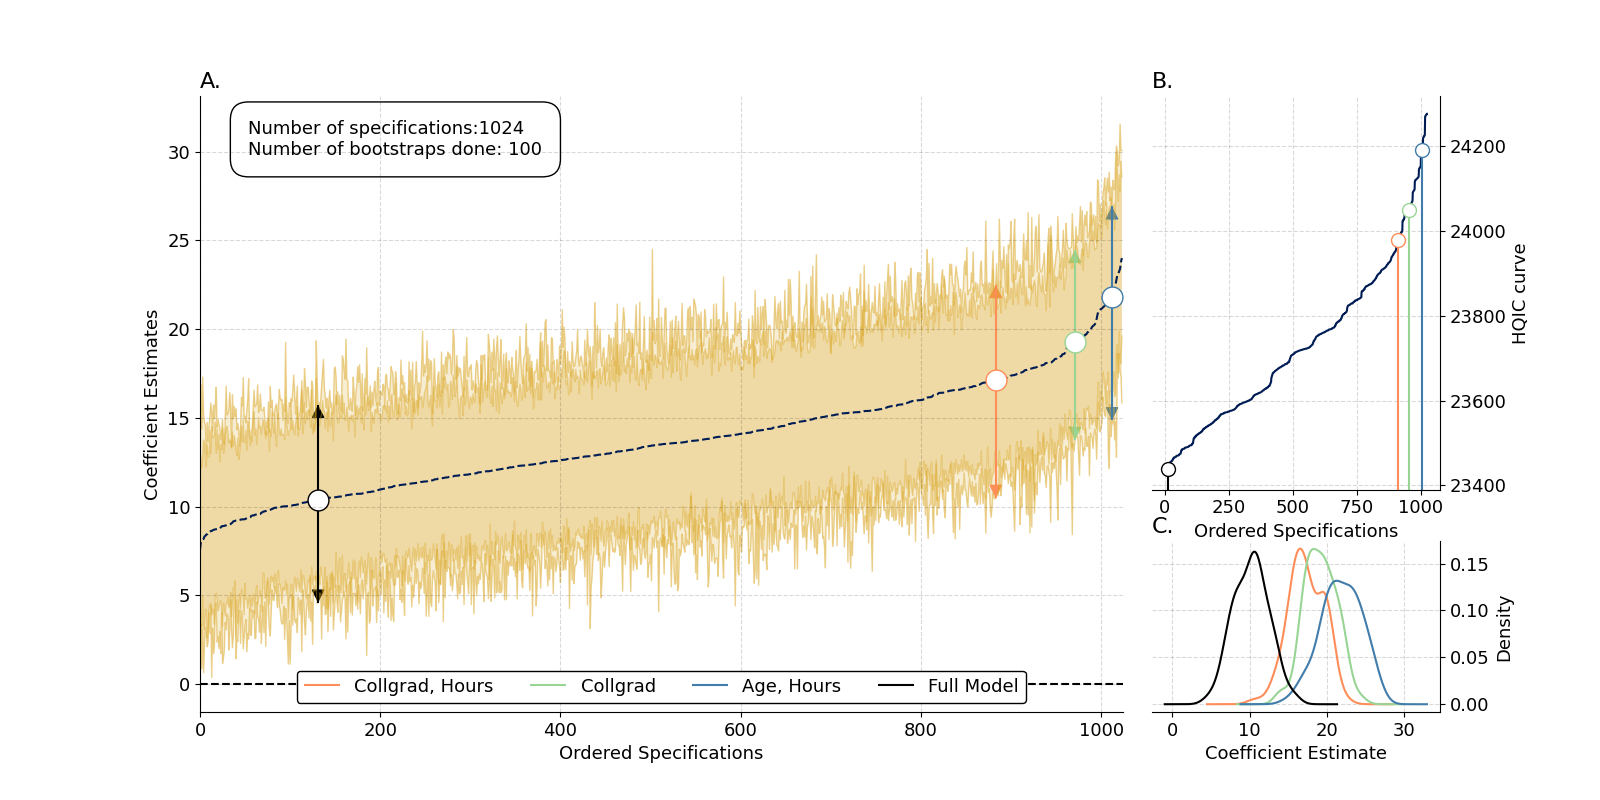 A.
Number of specifications:1024
Number of bootstraps done: 100
Coefficient Estimates
30
25
20
15
10
5
0
Collgrad, Hours
Collgrad
Age, Hours
Full Model
0 200 400 600 800 1000
Ordered Specifications
B.
24200
24000
23800
23600
23400
HQIC curve
0 250 500 750 1000
Ordered Specifications
C.
0.15
0.10
0.05
0.00
Density
0 10 20 30
Coefficient Estimate